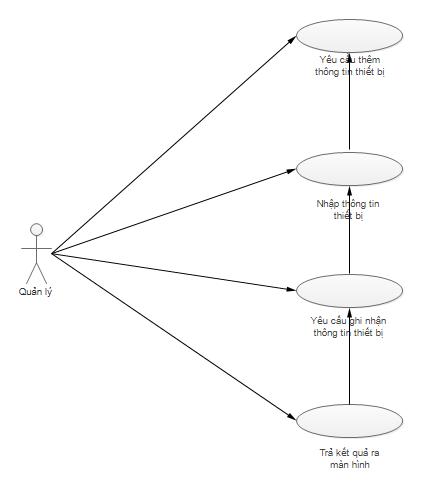 Yêu cầu thêm
thông tin thiết bị
Nhập thông tin
thiết bị
Quản lý
Yêu cầu ghi nhận
thông tin thiết bị
Trả kết quả ra
màn hình